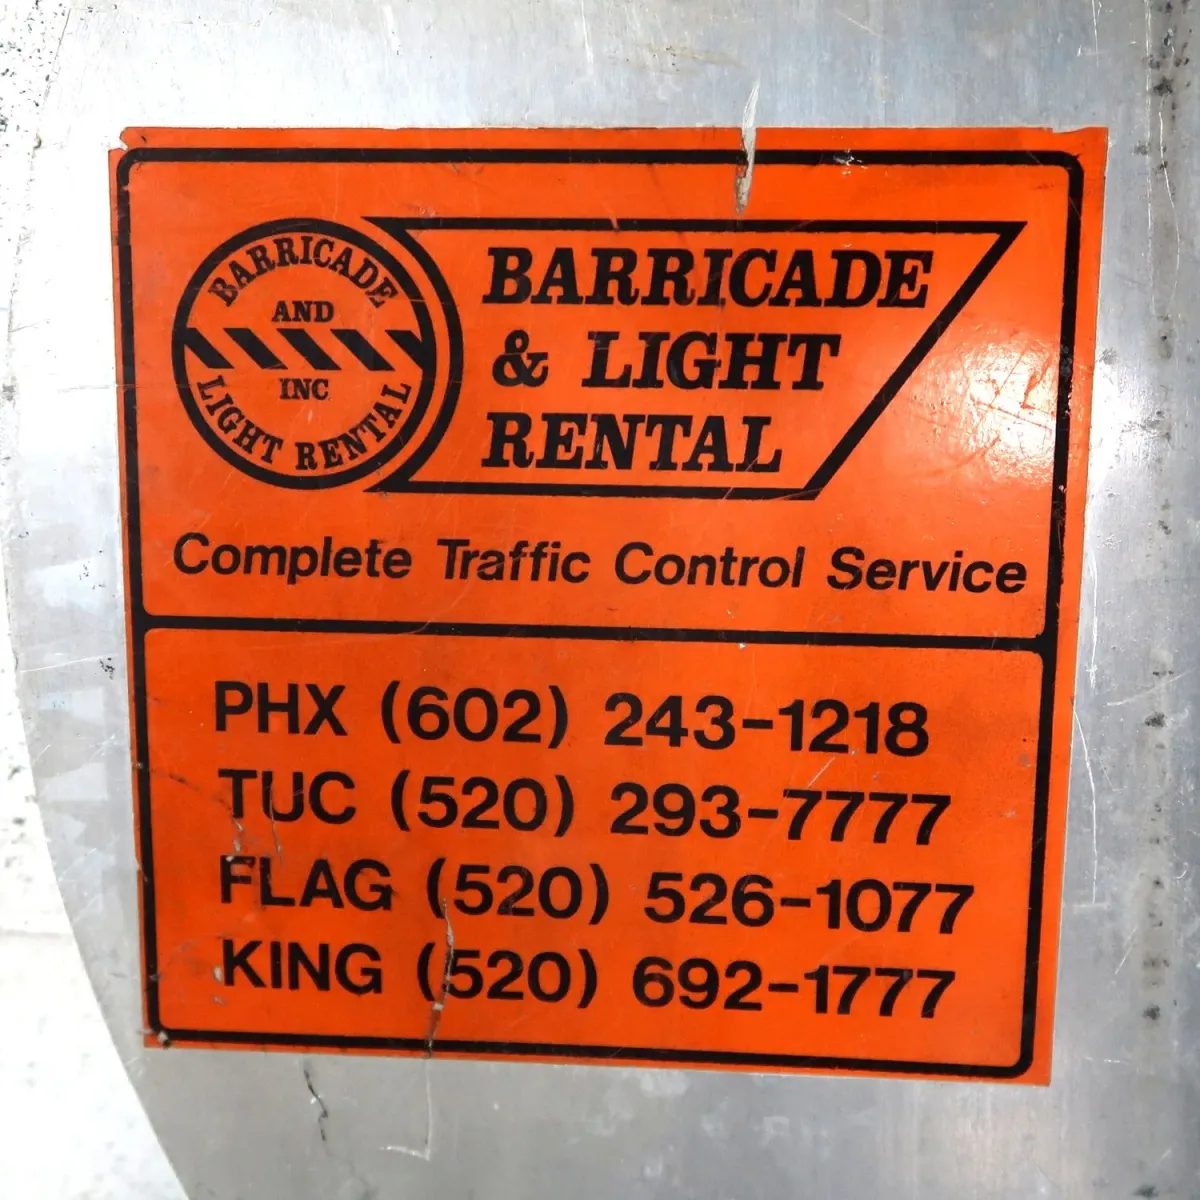 BARRICADE
AND
INC
LIGHT RENTAL
BARRICADE
& LIGHT
RENTAL
Complete Traffic Control Service
PHX (602) 243-1218
TUC (520) 293-7777
FLAG (520) 526-1077
KING (520) 692-1777